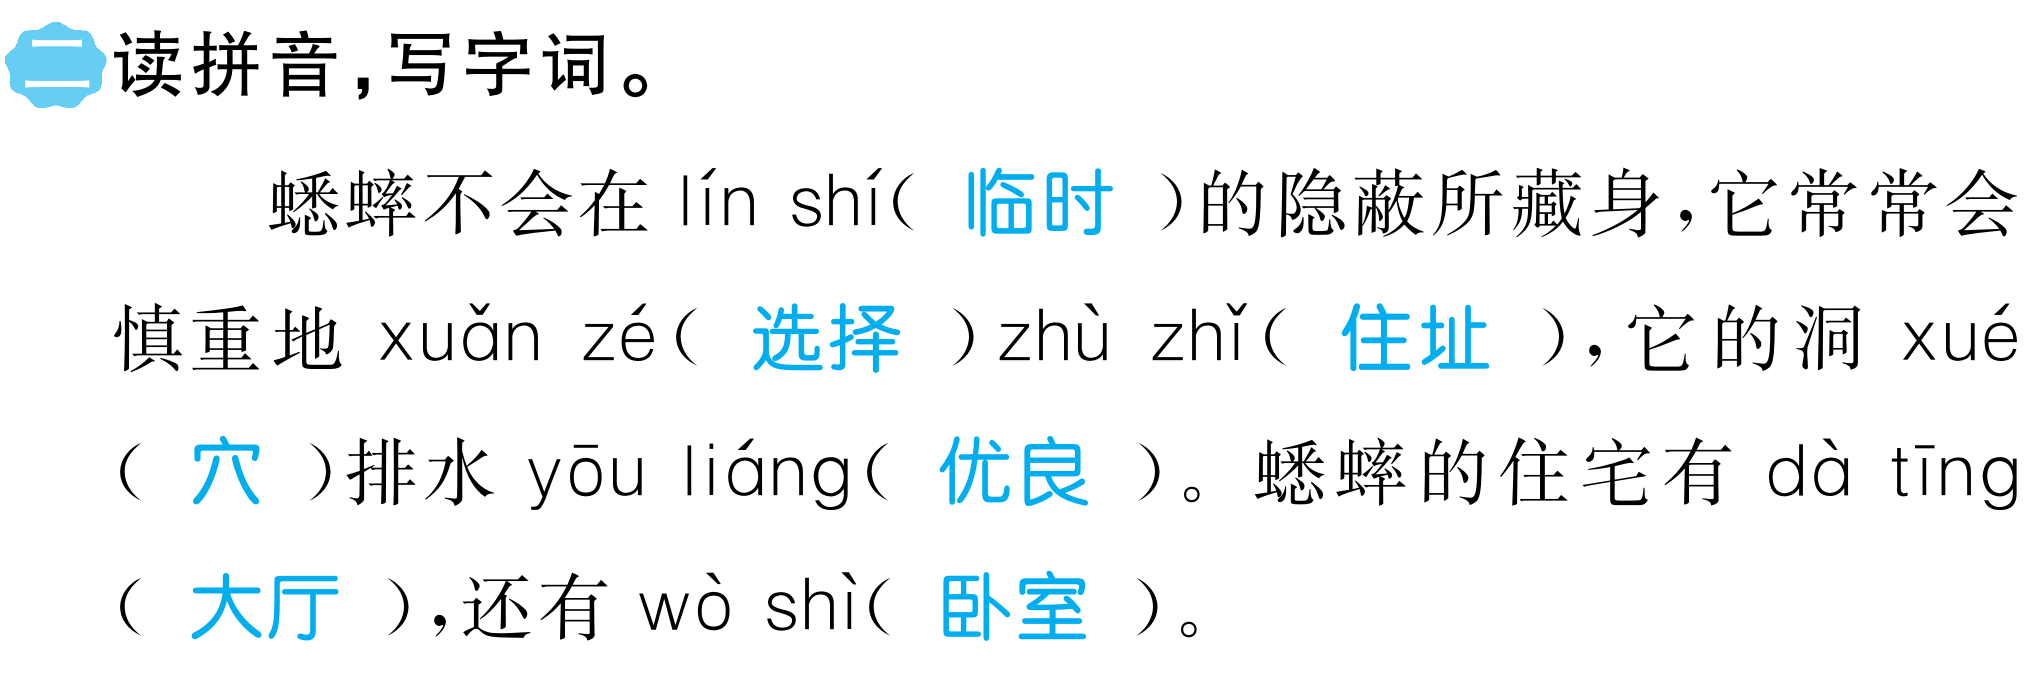 二 读拼音,写字词。
蟋蟀不会在 lín shí( 临时 )的隐蔽所藏身,它常常会
慎重地 xuǎn zé( 选择 )zhù zhǐ( 住址 ),它的洞 xué
( 穴 )排水 yōu liáng( 优良 )。蟋蟀的住宅有 dà tīng
( 大厅 ),还有 wò shì( 卧室 )。